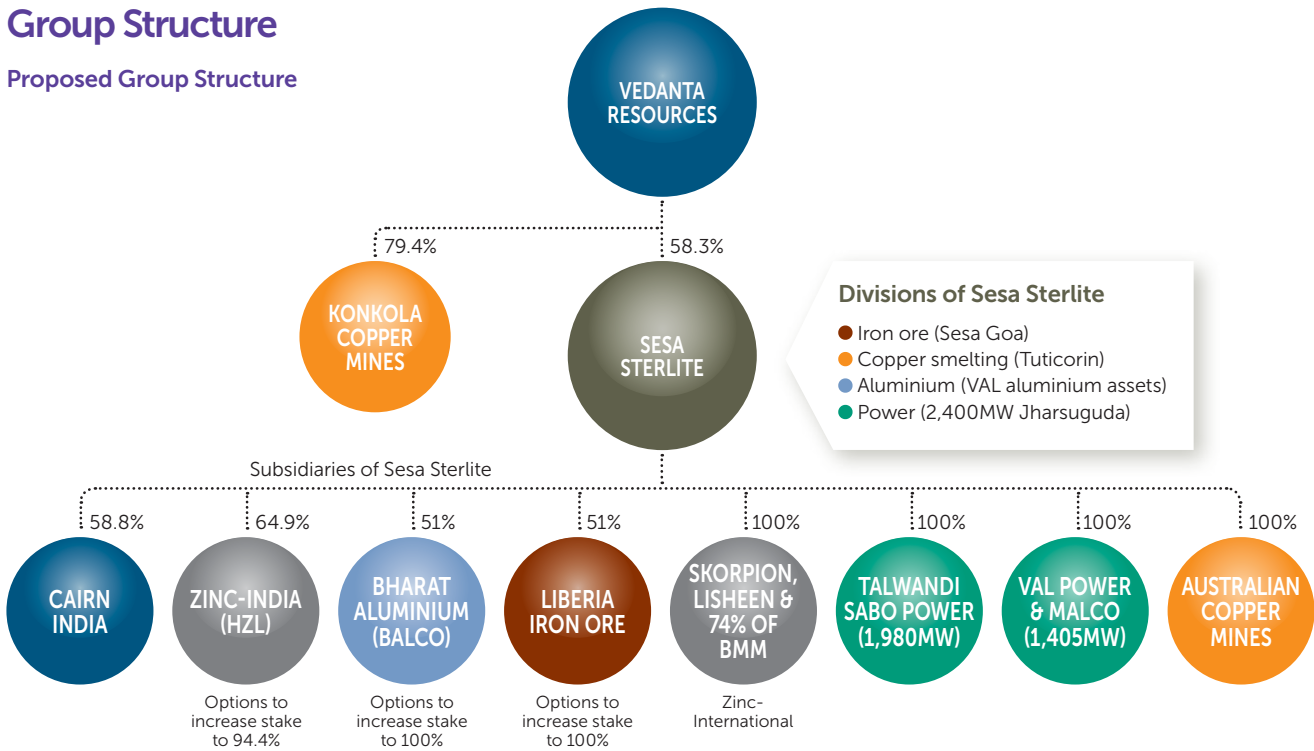 Group Structure
Proposed Group Structure
VEDANTA
RESOURCES
79.4%
58.3%
KONKOLA
COPPER
MINES
SESA
STERLITE
Divisions of Sesa Sterlite
Iron ore (Sesa Goa)
Copper smelting (Tuticorin)
Aluminium (VAL aluminium assets)
Power (2,400MW Jharsuguda)
Subsidiaries of Sesa Sterlite
58.8%
64.9%
51%
51%
100%
100%
100%
100%
CAIRN
INDIA
ZINC-INDIA
(HZL)
BHARAT
ALUMINIUM
(BALCO)
LIBERIA
IRON ORE
SKORPION,
LISHEEN &
74% OF
BMM
TALWANDI
SABO POWER
(1,980MW)
VAL POWER
& MALCO
(1,405MW)
AUSTRALIAN
COPPER
MINES
Options to
increase stake
to 94.4%
Options to
increase stake
to 100%
Options to
increase stake
to 100%
Zinc-
International